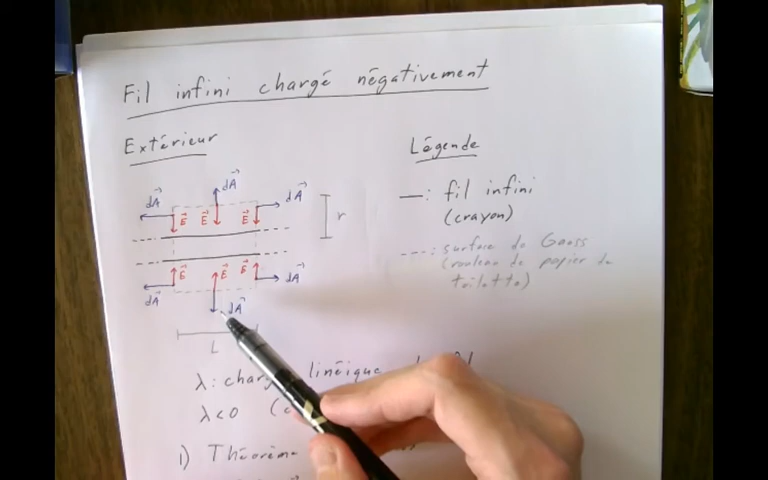 Fil infini chargé négativement
Extérieur
Légende
dA dA dA
E E E
r
—: fil infini
(crayon)
---: surface de Gauss
(rouleau de papier de
toilette)
E E E
dA dA dA
L
λ: linéique
λ<0
1) Théorème